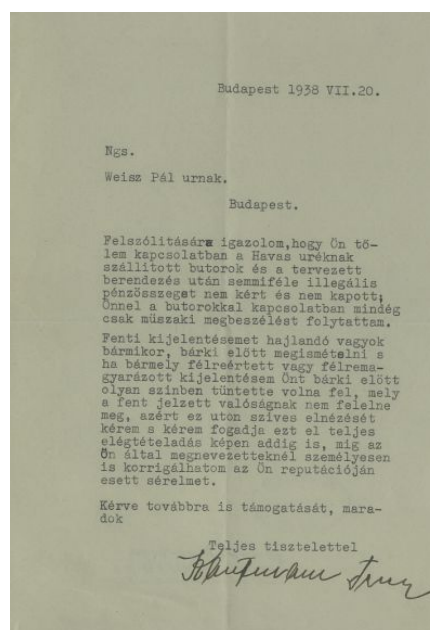 Budapest 1938 VII.20.
Ngs.
Weisz Pál urnak.
Budapest.
Felszólitására igazolom,hogy Ön tő-
lem kapcsolatban a Havas uréknak
szállitott butorok és a tervezett
berendezés után semmiféle illegális
pénzösszeget nem kért és nem kapott;
Önnel a butorokkal kapcsolatban mindég
csak műszaki megbeszélést folytattam.
Fenti kijelentésemet hajlandó vagyok
bármikor, bárki előtt megismételni s
ha bármely félreértett vagy félrema-
gyarázott kijelentésem Önt bárki előtt
olyan szinben tüntette volna fel, mely
a fent jelzett valóságnak nem felelne
meg, azért ez uton szives elnézését
kérem s kérem fogadja ezt el teljes
elégtételadás képen addig is, mig az
Ön által megnevezetteknél személyesen
is korrigálhatom az Ön reputációján
esett sérelmet.
Kérve továbbra is támogatását, mara-
dok
Teljes tisztelettel